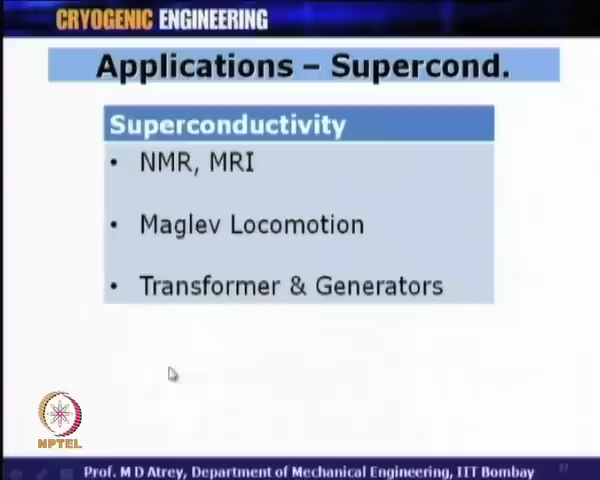 CRYOGENIC ENGINEERING
Applications – Supercond.
Superconductivity
• NMR, MRI
• Maglev Locomotion
• Transformer & Generators
NPTEL
Prof. M D Atrey, Department of Mechanical Engineering, IIT Bombay